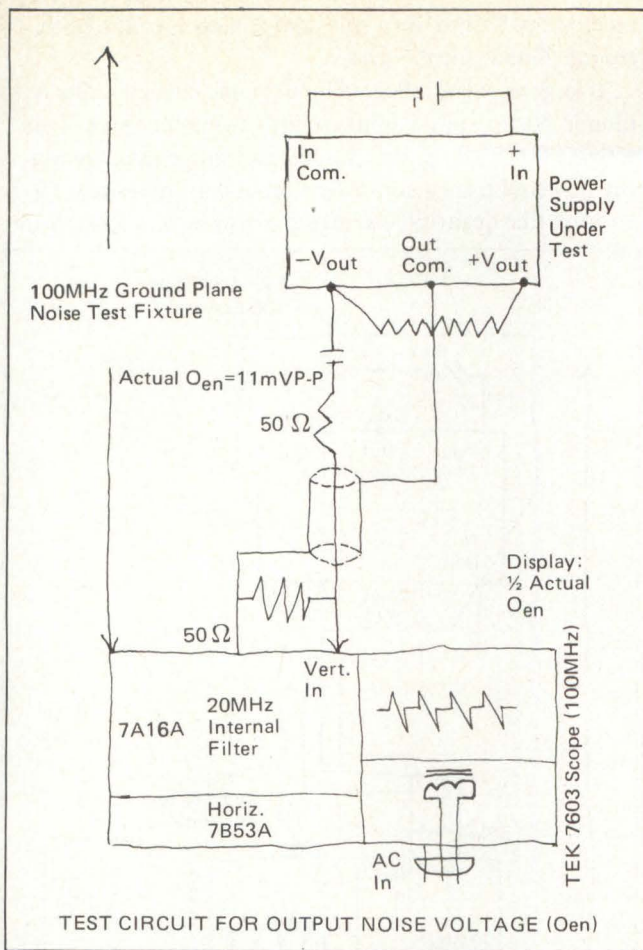 In
Com.
+
In
Power
Supply
Under
Test
−Vout
Out
Com.
+Vout
100MHz Ground Plane
Noise Test Fixture
Actual Oen=11mVP-P
50 Ω
Display:
½ Actual
Oen
50 Ω
Vert.
In
7A16A
20MHz
Internal
Filter
Horiz.
7B53A
AC
In
TEK 7603 Scope (100MHz)
TEST CIRCUIT FOR OUTPUT NOISE VOLTAGE (Oen)